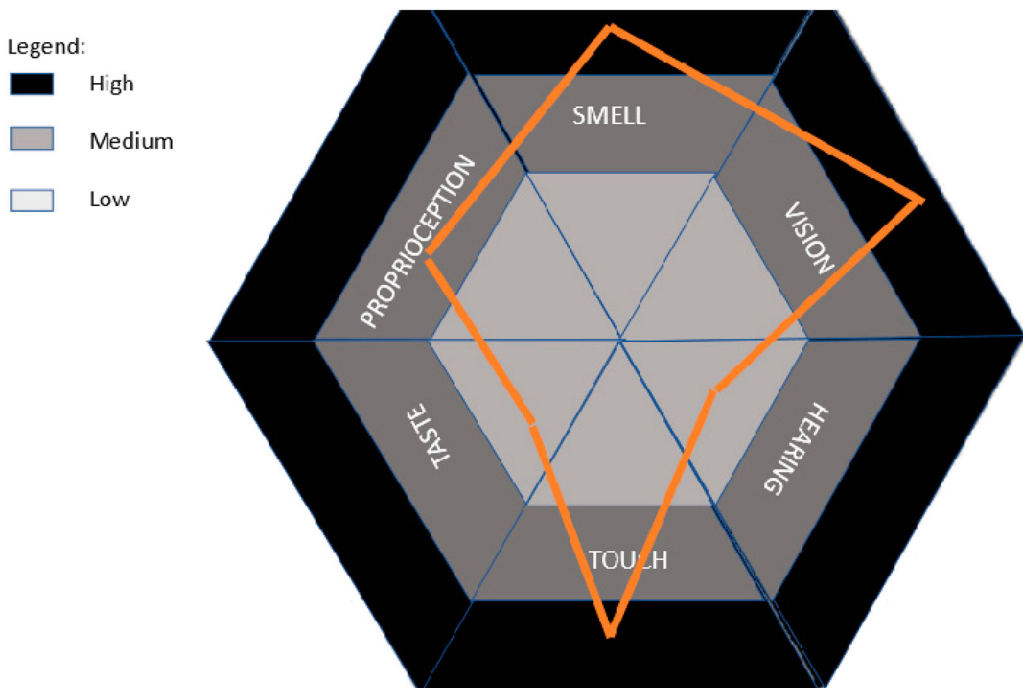 Legend:
High
Medium
Low
SMELL
PROPRIOCEPTION
VISION
TASTE
HEARING
TOUCH